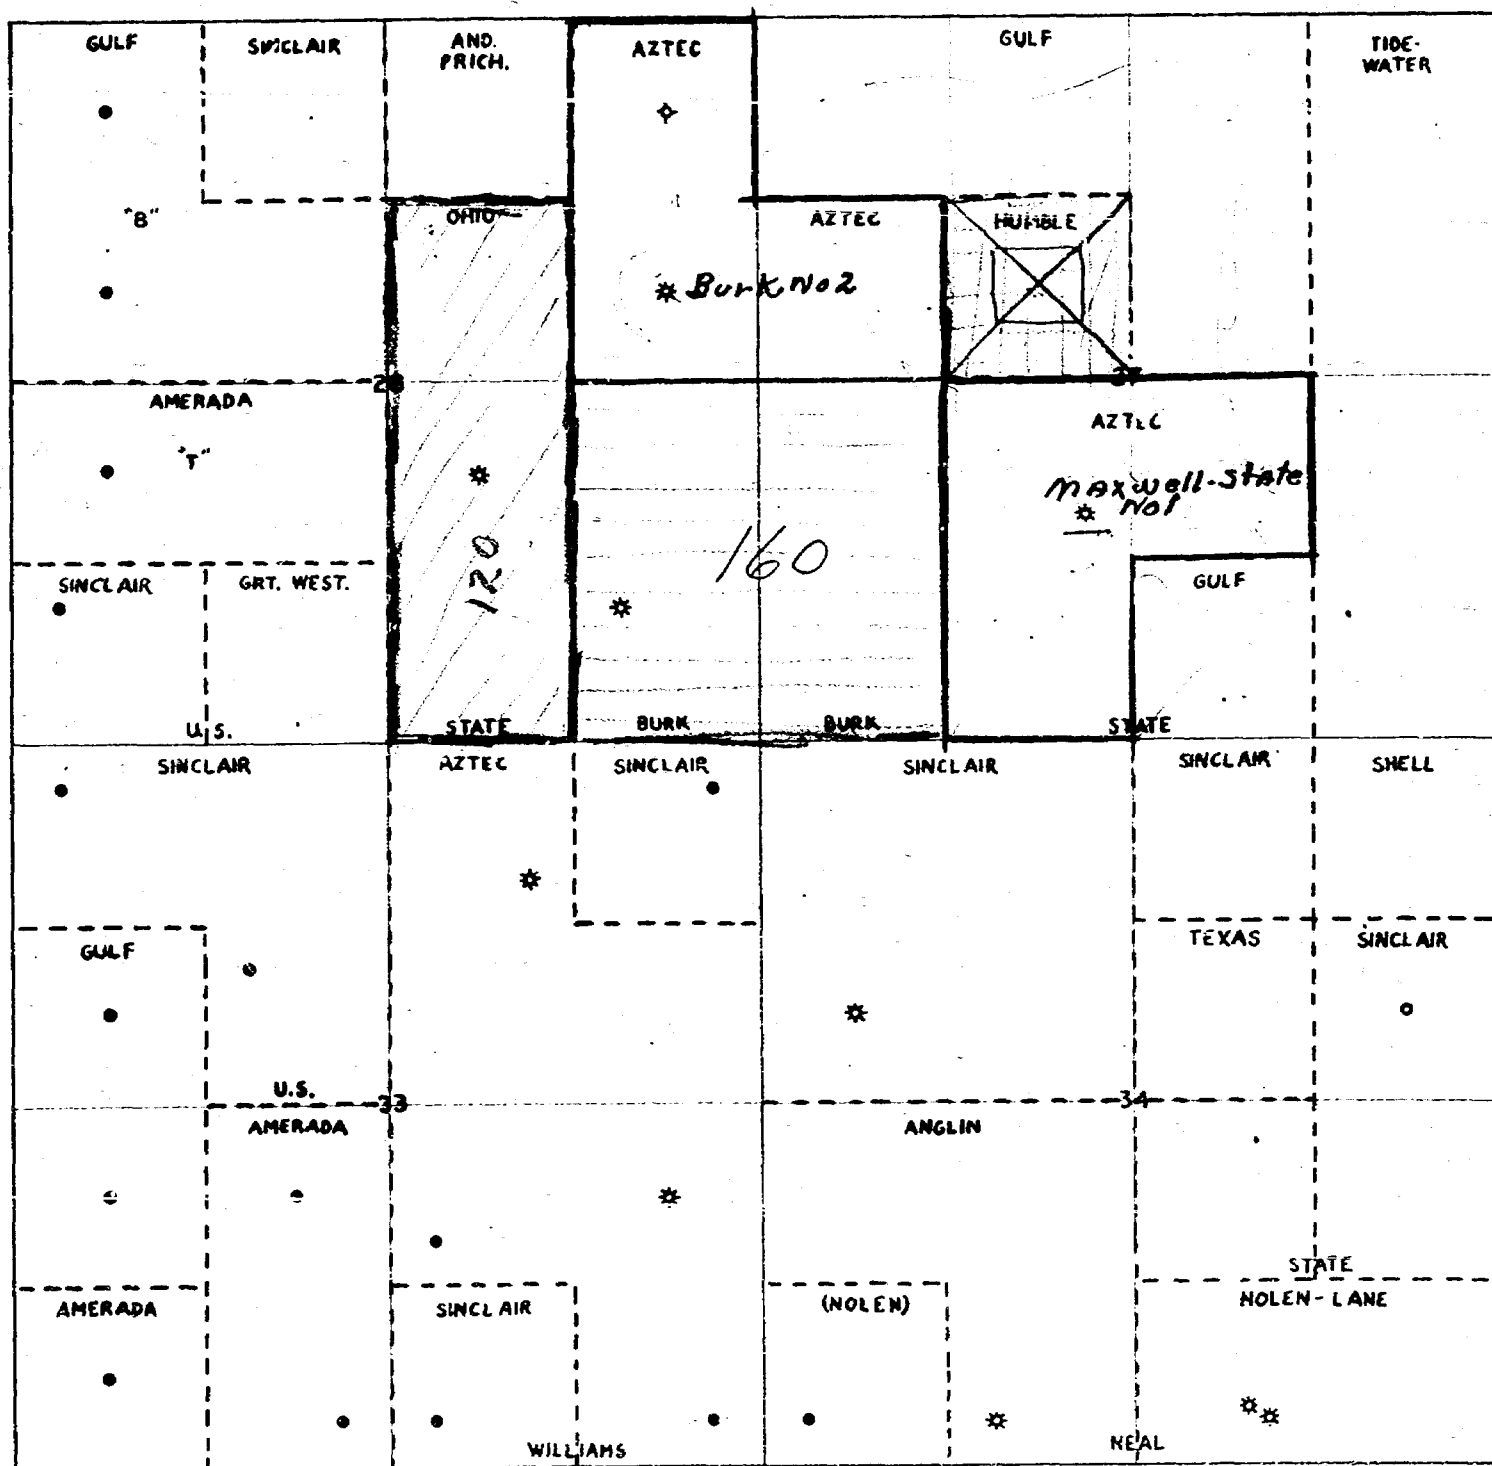 GULF
SINCLAIR
AND.
PRICH.
AZTEC
GULF
TIDE-
WATER
"B"
OHIO
AZTEC
HUMBLE
Burk No2
28
AMERADA
"T"
AZTEC
Maxwell-State
No1
120
160
SINCLAIR
GRT. WEST.
GULF
U.S.
STATE
BURK
BURK
STATE
SINCLAIR
AZTEC
SINCLAIR
SINCLAIR
SINCLAIR
SHELL
GULF
TEXAS
SINCLAIR
U.S.
33
34
AMERADA
ANGLIN
STATE
AMERADA
SINCLAIR
(NOLEN)
NOLEN-LANE
WILLIAMS
NEAL